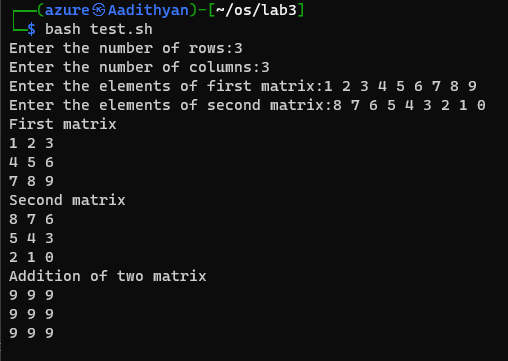 ┌──(azure㉿Aadithyan)-[~/os/lab3]
└─$ bash test.sh
Enter the number of rows:3
Enter the number of columns:3
Enter the elements of first matrix:1 2 3 4 5 6 7 8 9
Enter the elements of second matrix:8 7 6 5 4 3 2 1 0
First matrix
1 2 3
4 5 6
7 8 9
Second matrix
8 7 6
5 4 3
2 1 0
Addition of two matrix
9 9 9
9 9 9
9 9 9